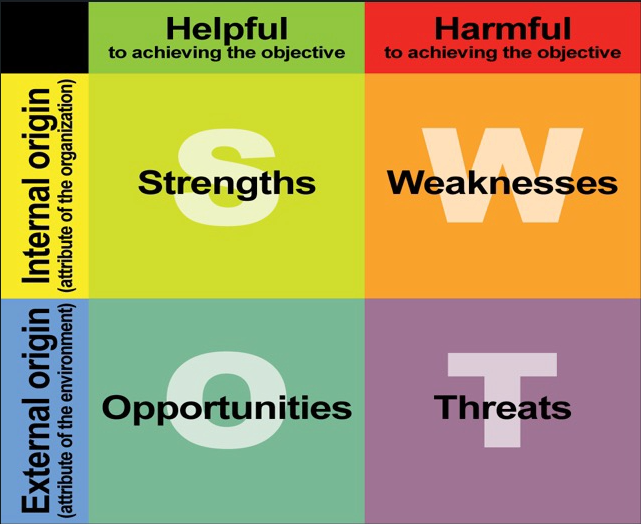 Helpful
to achieving the objective
Harmful
to achieving the objective
Internal origin
(attribute of the organization)
S
Strengths
W
Weaknesses
External origin
(attribute of the environment)
O
Opportunities
T
Threats